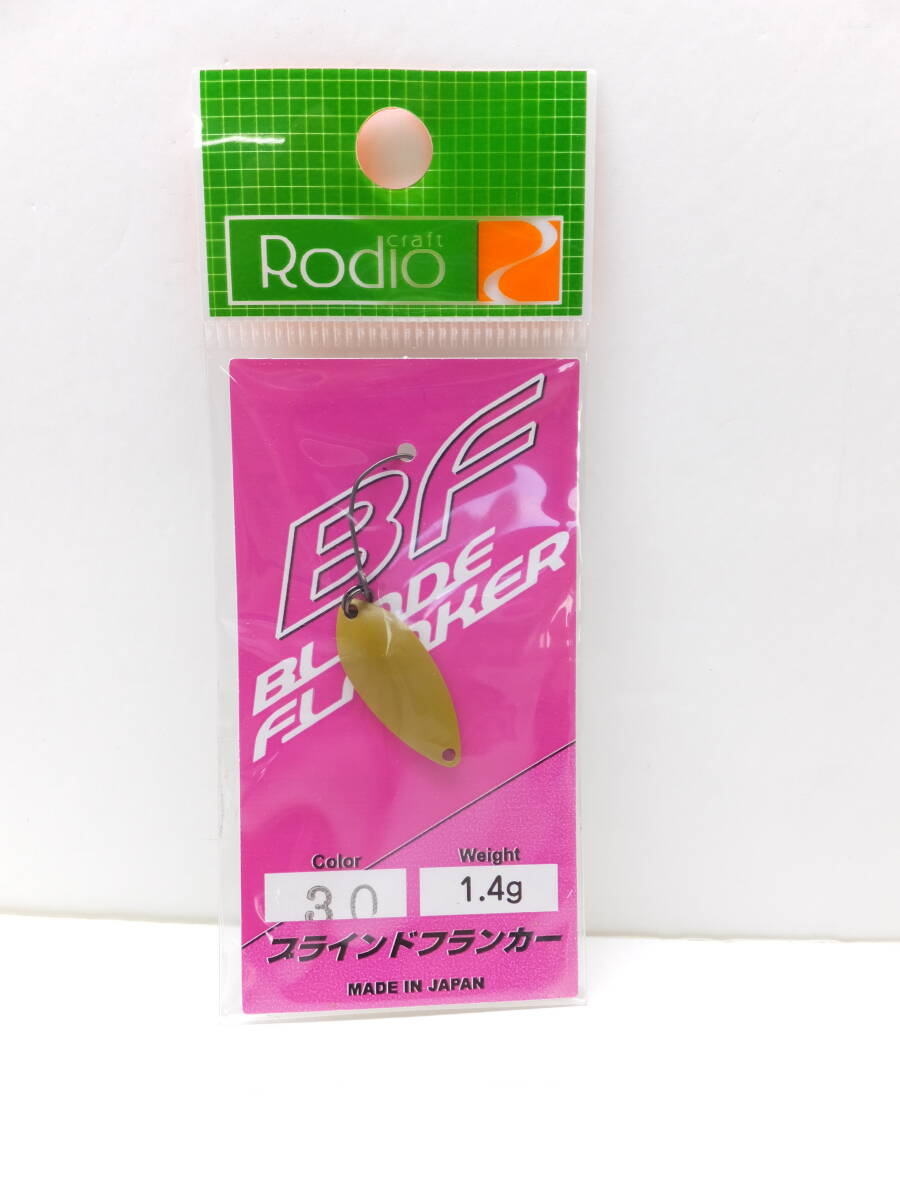 craft
Rodio
BF
FLANKER
Color
Weight
30
1.4g
ブラインドフランカー
MADE IN JAPAN